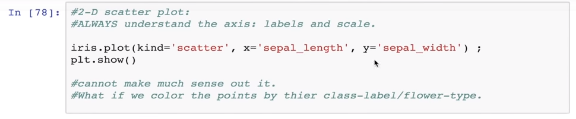 In [78]: #2-D scatter plot:
#ALWAYS understand the axis: labels and scale.
iris.plot(kind='scatter', x='sepal_length', y='sepal_width') ;
plt.show()
#cannot make much sense out it.
#What if we color the points by thier class-label/flower-type.